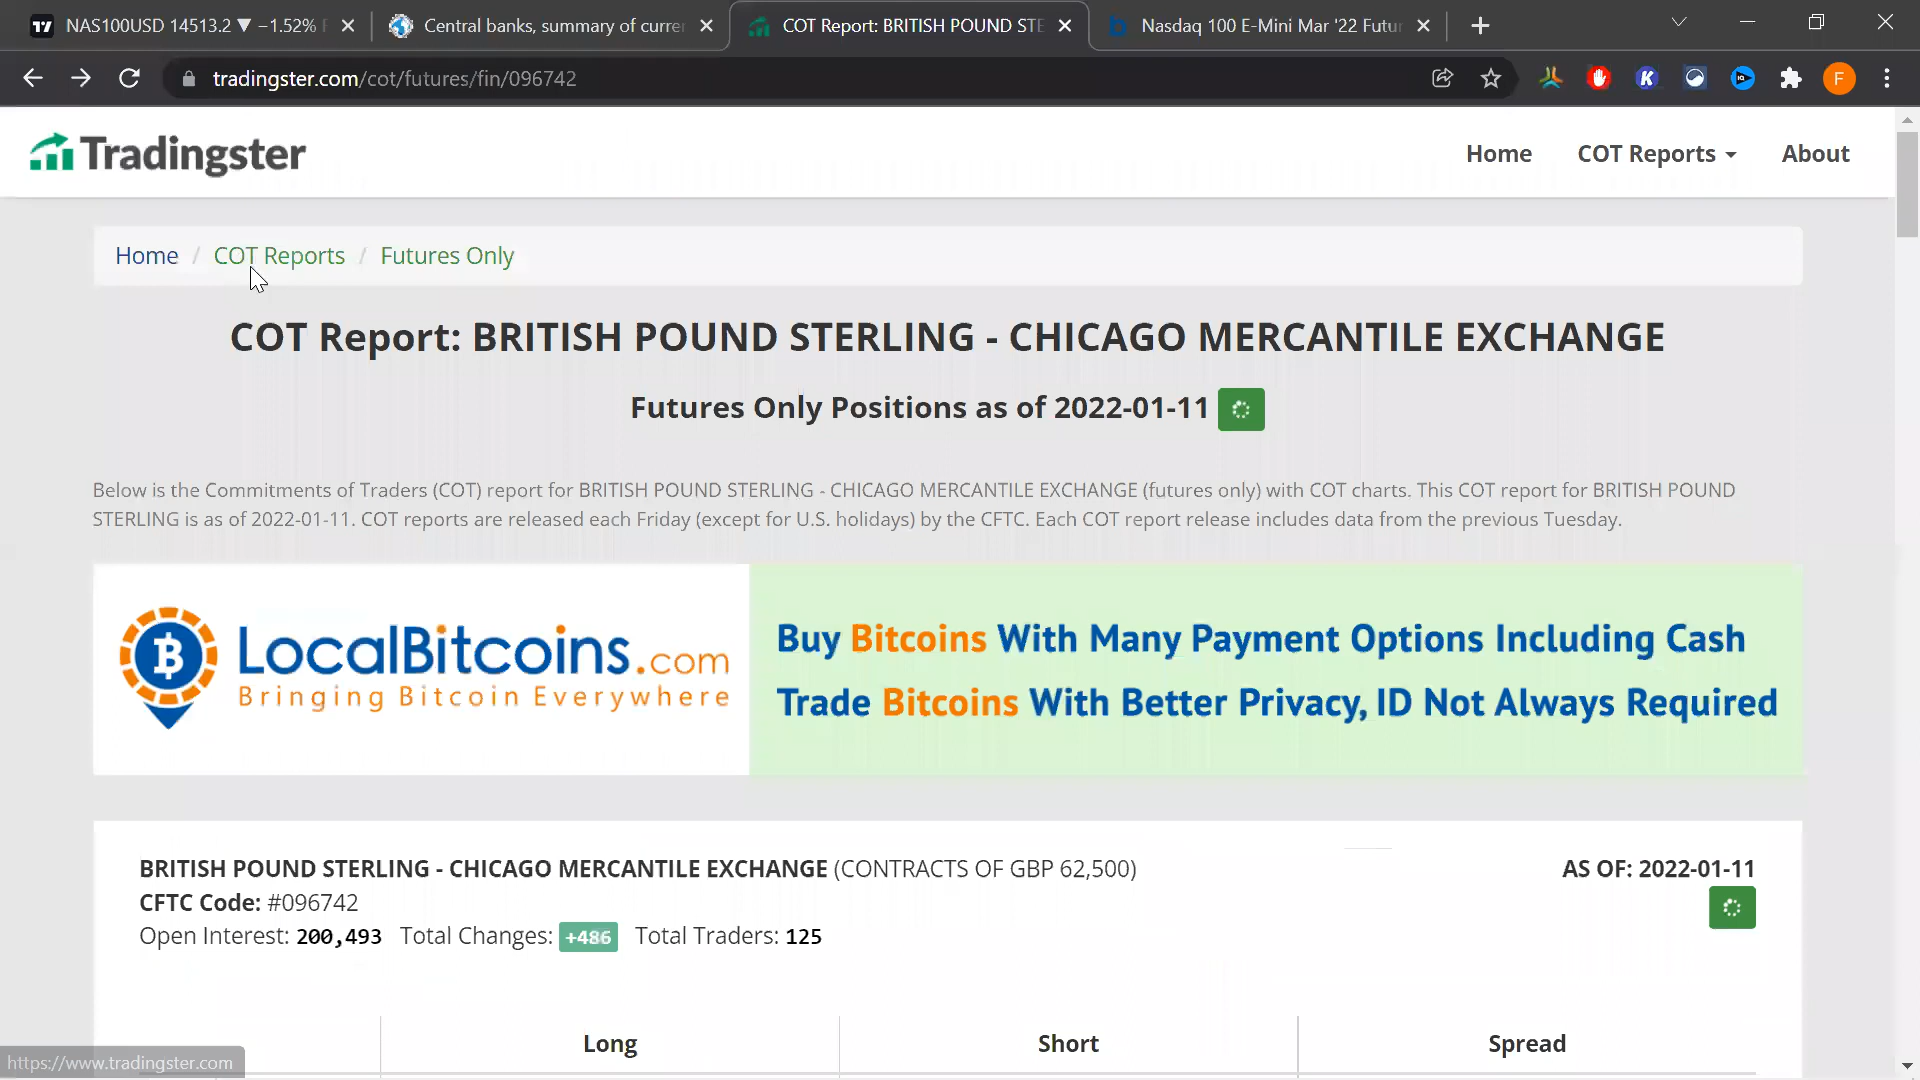 NAS100USD 14513.2 ▼ −1.52%
Central banks, summary of curre
COT Report: BRITISH POUND STE
Nasdaq 100 E-Mini Mar '22 Futu
tradingster.com/cot/futures/fin/096742
F
Tradingster
Home
COT Reports
About
Home / COT Reports / Futures Only
COT Report: BRITISH POUND STERLING - CHICAGO MERCANTILE EXCHANGE
Futures Only Positions as of 2022-01-11
Below is the Commitments of Traders (COT) report for BRITISH POUND STERLING - CHICAGO MERCANTILE EXCHANGE (futures only) with COT charts. This COT report for BRITISH POUND
STERLING is as of 2022-01-11. COT reports are released each Friday (except for U.S. holidays) by the CFTC. Each COT report release includes data from the previous Tuesday.
LocalBitcoins.com
Bringing Bitcoin Everywhere
Buy Bitcoins With Many Payment Options Including Cash
Trade Bitcoins With Better Privacy, ID Not Always Required
BRITISH POUND STERLING - CHICAGO MERCANTILE EXCHANGE (CONTRACTS OF GBP 62,500)
AS OF: 2022-01-11
CFTC Code: #096742
Open Interest: 200,493 Total Changes: +486 Total Traders: 125
Long
Short
Spread
https://www.tradingster.com